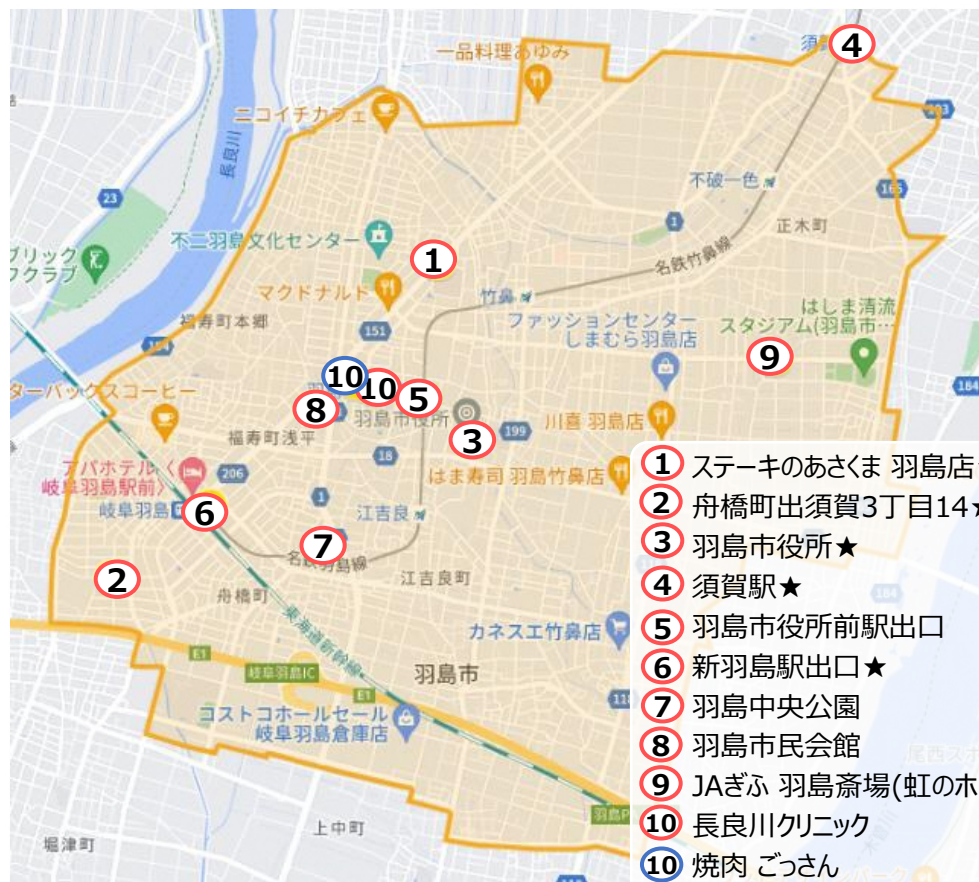 一品料理あゆみ
4
ニコイチカフェ
103
長良川
23
不破一色
165
1
正木町
不二羽島文化センター
1
名鉄竹鼻線
マクドナルド
竹鼻
はしま清流
スタジアム(羽島市…
ファッションセンター
しまむら羽島店
福寿町本郷
151
9
10
10
184
ターバックスコーヒー
8
5
羽島市役所
3
199
川喜 羽島店
福寿町浅平
18
はま寿司 羽島竹鼻店
アパホテル〈
岐阜羽島駅前〉
206
岐阜羽島
6
1
江吉良
7
名鉄羽島線
2
江吉良町
舟橋町
東海道新幹線
カネスエ竹鼻店
E1
岐阜羽島IC
羽島市
E1
コストコホールセール
岐阜羽島倉庫店
上中町
堀津町
1 ステーキのあさくま 羽島店
2 舟橋町出須賀3丁目14★
3 羽島市役所★
4 須賀駅★
5 羽島市役所前駅出口
6 新羽島駅出口★
7 羽島中央公園
8 羽島市民会館
9 JAぎふ 羽島斎場(虹のホ
10 長良川クリニック
10 焼肉 ごっさん